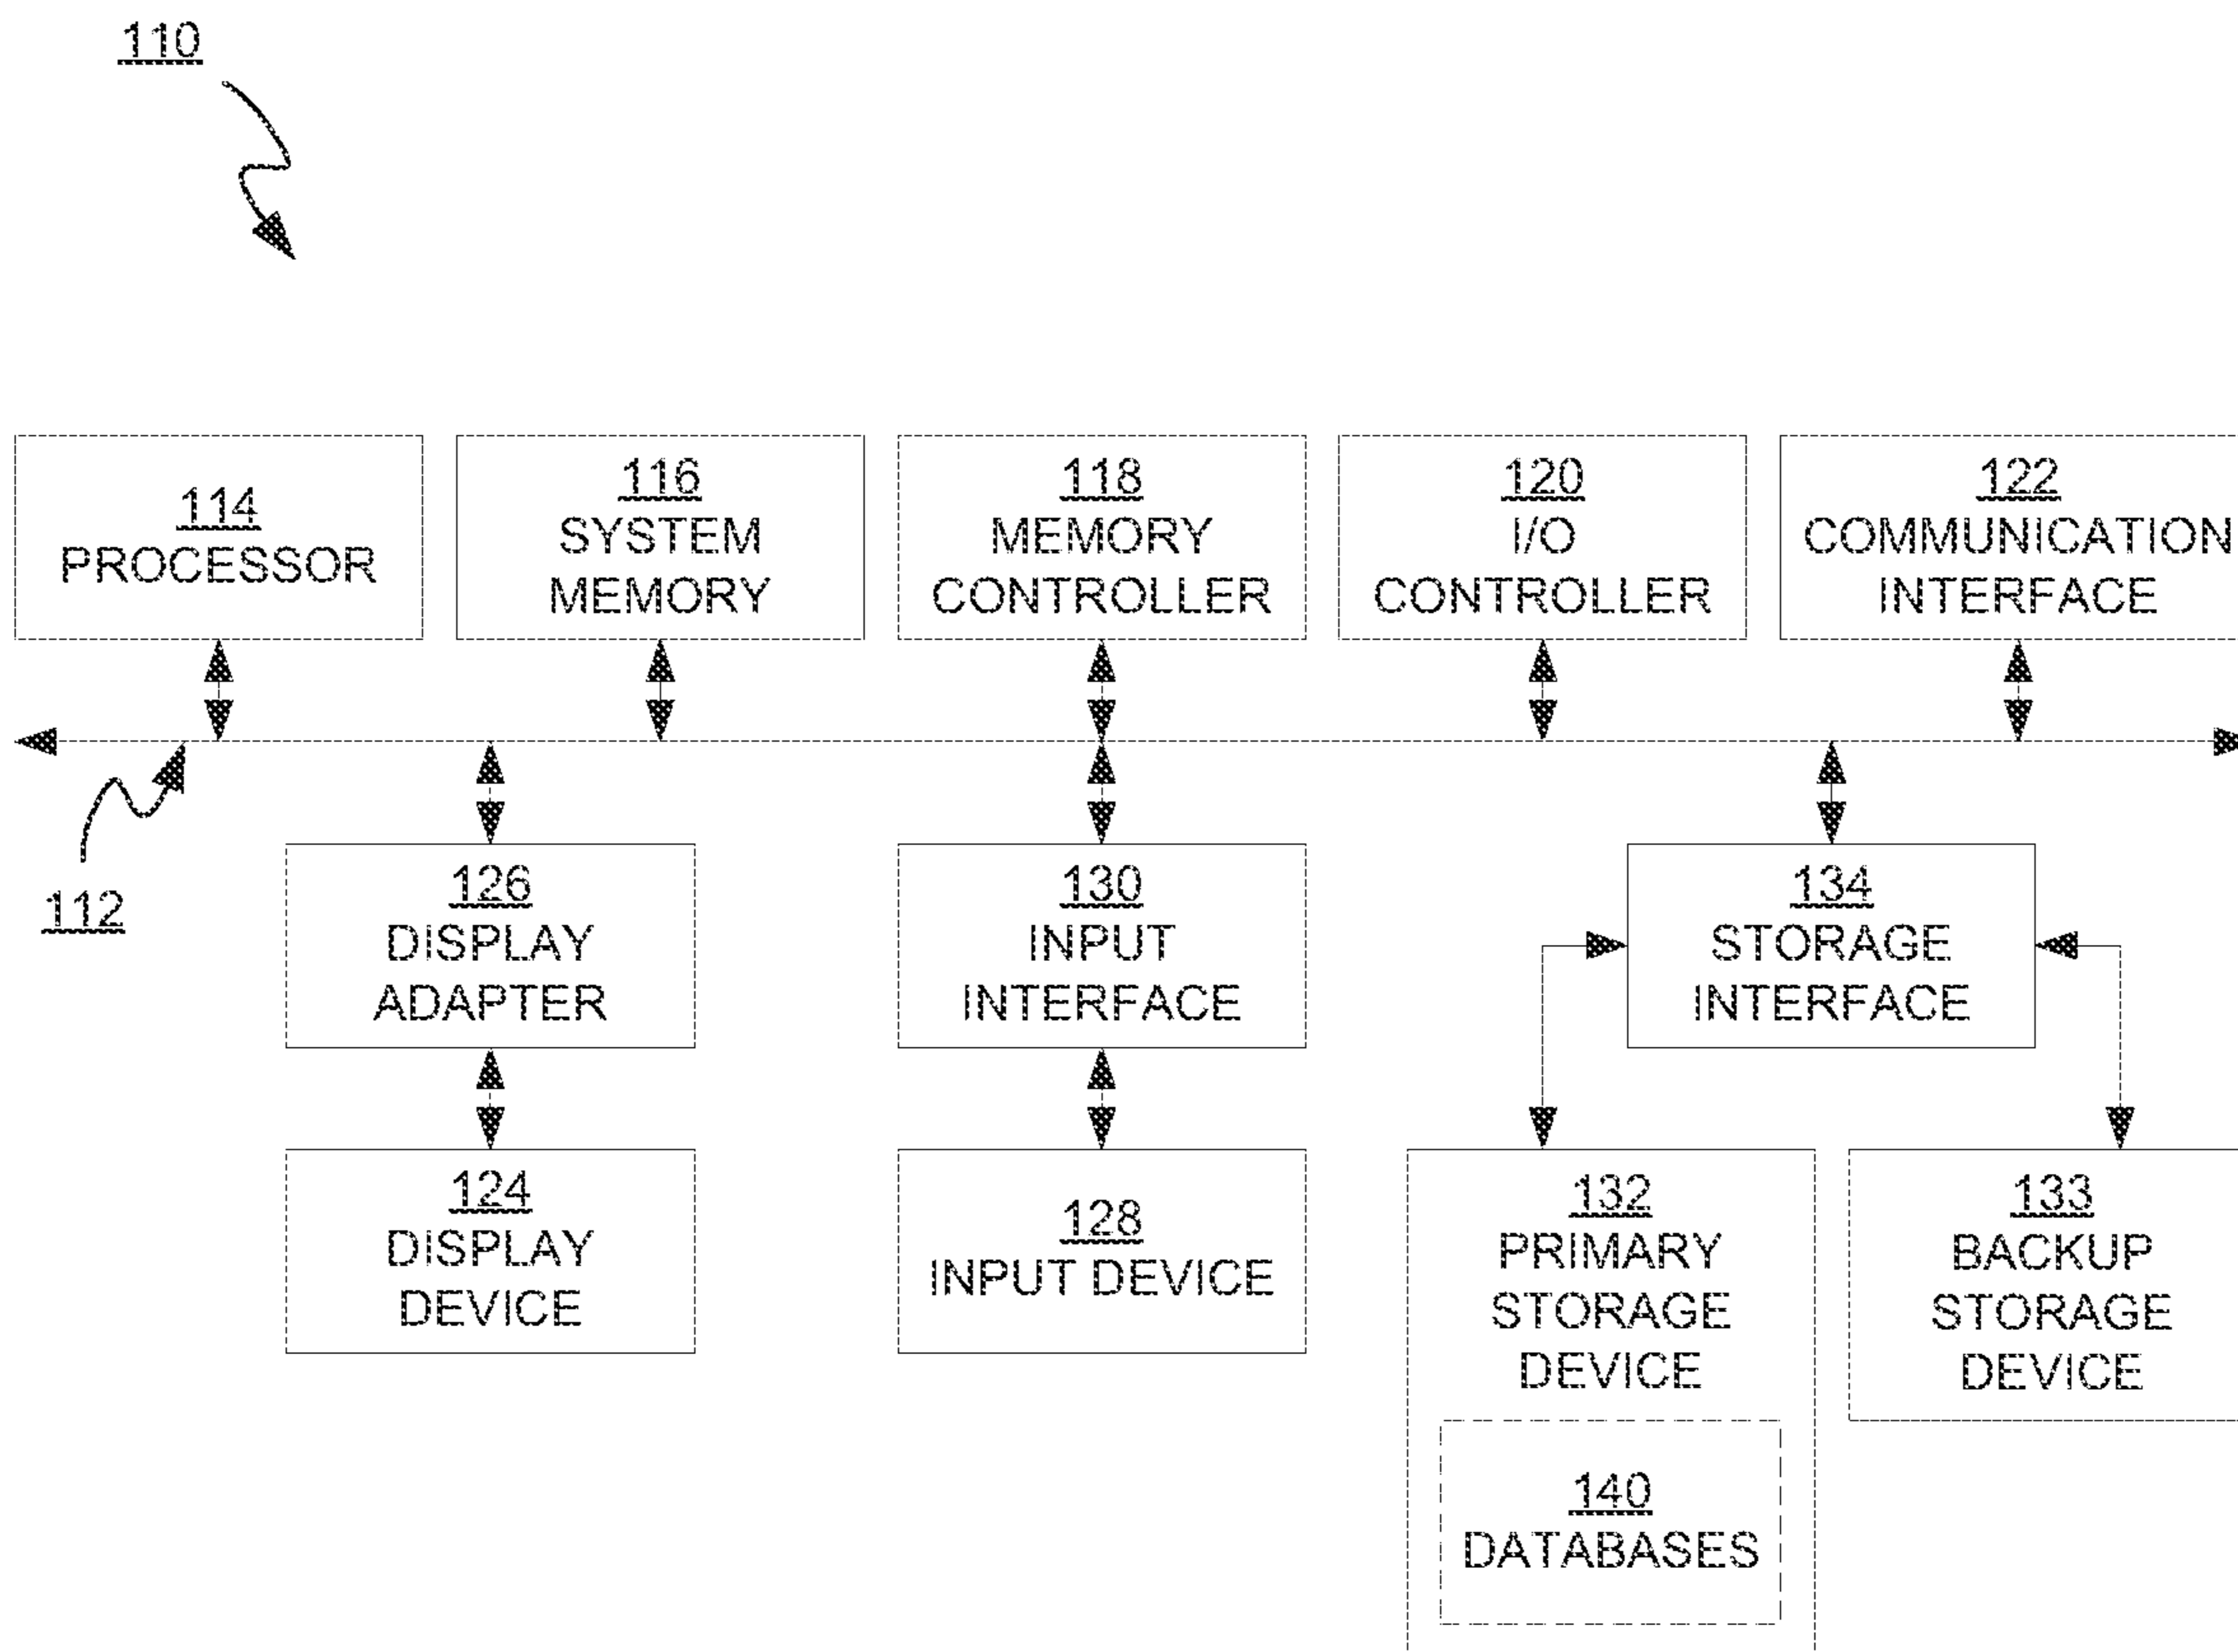 110
114
PROCESSOR
116
SYSTEM
MEMORY
118
MEMORY
CONTROLLER
120
I/O
CONTROLLER
122
COMMUNICATION
INTERFACE
112
126
DISPLAY
ADAPTER
130
INPUT
INTERFACE
134
STORAGE
INTERFACE
124
DISPLAY
DEVICE
128
INPUT DEVICE
132
PRIMARY
STORAGE
DEVICE
133
BACKUP
STORAGE
DEVICE
140
DATABASES